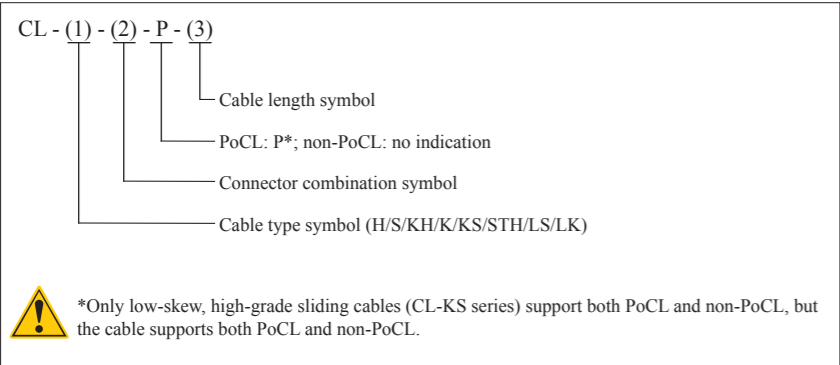 CL - (1) - (2) - P - (3)
Cable length symbol
PoCL: P*; non-PoCL: no indication
Connector combination symbol
Cable type symbol (H/S/KH/K/KS/STH/LS/LK)
*Only low-skew, high-grade sliding cables (CL-KS series) support both PoCL and non-PoCL, but
the cable supports both PoCL and non-PoCL.